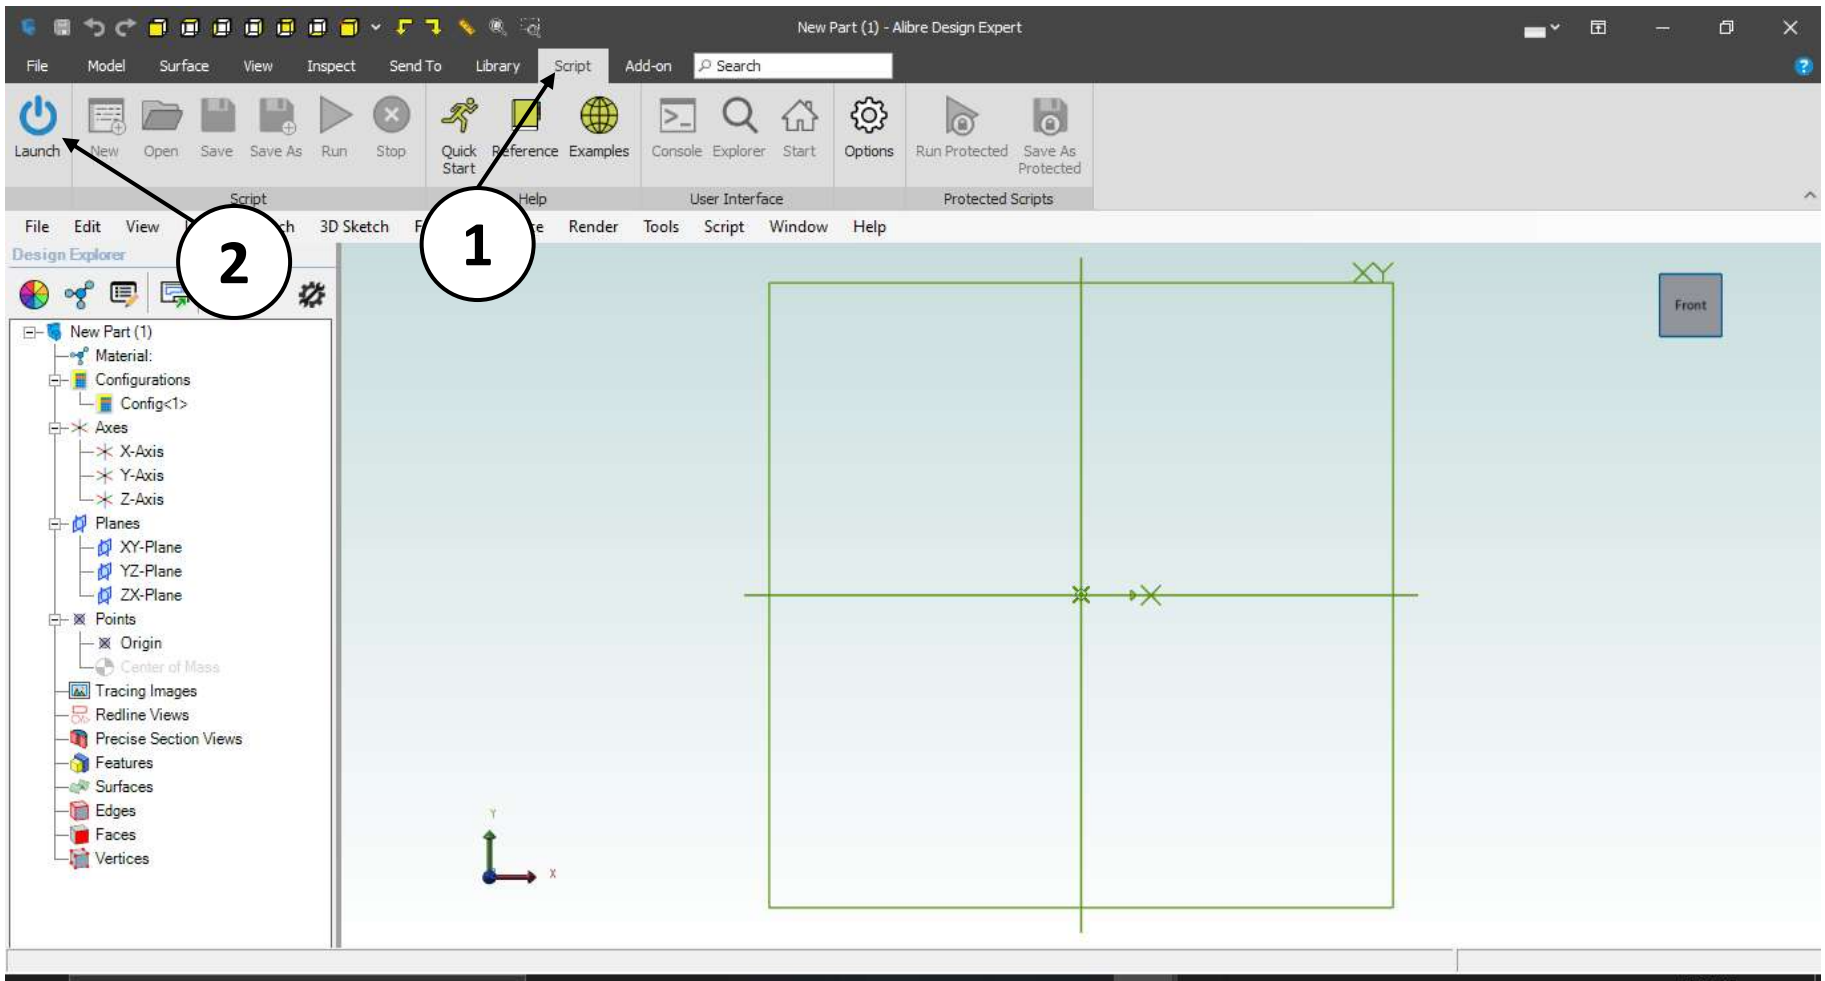 New Part (1) - Alibre Design Expert
File Model Surface View Inspect Send To Library Script Add-on Search
Launch New Open Save Save As Run Stop Quick Start Reference Examples Console Explorer Start Options Run Protected Save As Protected
Script Help User Interface Protected Scripts
File Edit View 3D Sketch Render Tools Script Window Help
1
2
Design Explorer
New Part (1)
Material:
Configurations
Config<1>
Axes
X-Axis
Y-Axis
Z-Axis
Planes
XY-Plane
YZ-Plane
ZX-Plane
Points
Origin
Center of Mass
Tracing Images
Redline Views
Precise Section Views
Features
Surfaces
Edges
Faces
Vertices
XY
Front
X
Y
X